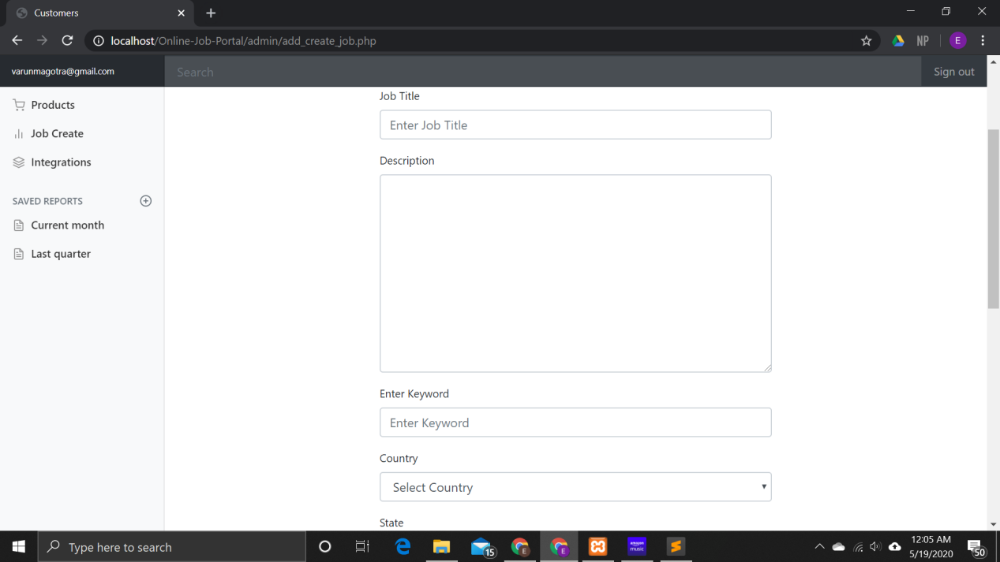 Customers
localhost/Online-Job-Portal/admin/add_create_job.php
NP
E
varunmagotra@gmail.com
Search
Sign out
Products
Job Create
Integrations
SAVED REPORTS
Current month
Last quarter
Job Title
Enter Job Title
Description
Enter Keyword
Enter Keyword
Country
Select Country
State
Type here to search
15
E
E
amazon music
12:05 AM
5/19/2020
50